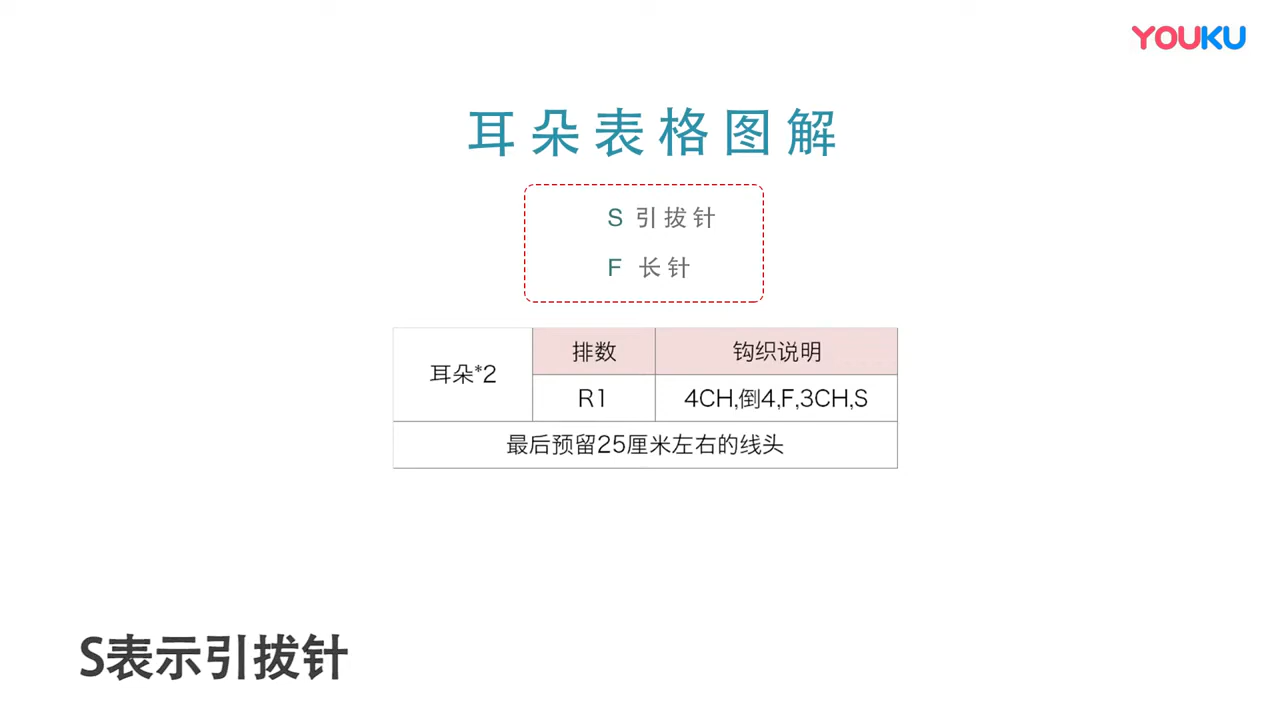 YOUKU
耳朵表格图解
S 引拔针
F 长针
耳朵*2
排数
钩织说明
R1
4CH,倒4,F,3CH,S
最后预留25厘米左右的线头
S表示引拔针